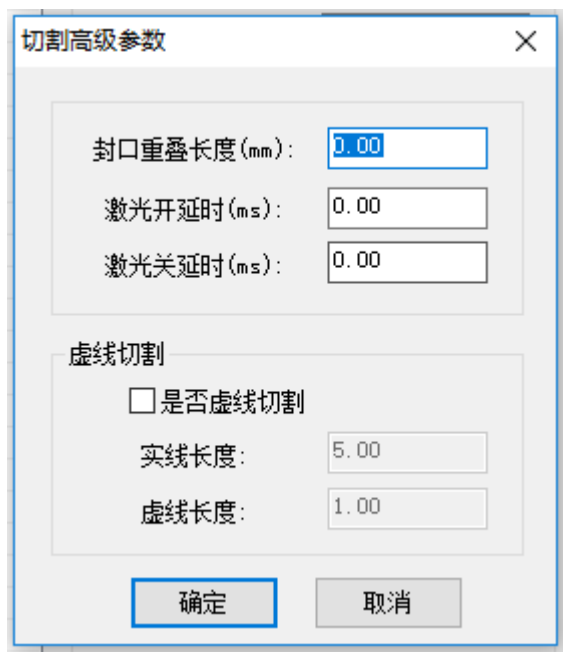 切割高级参数
封口重叠长度(mm): 0.00
激光开延时(ms): 0.00
激光关延时(ms): 0.00
虚线切割
是否虚线切割
实线长度: 5.00
虚线长度: 1.00
确定 取消